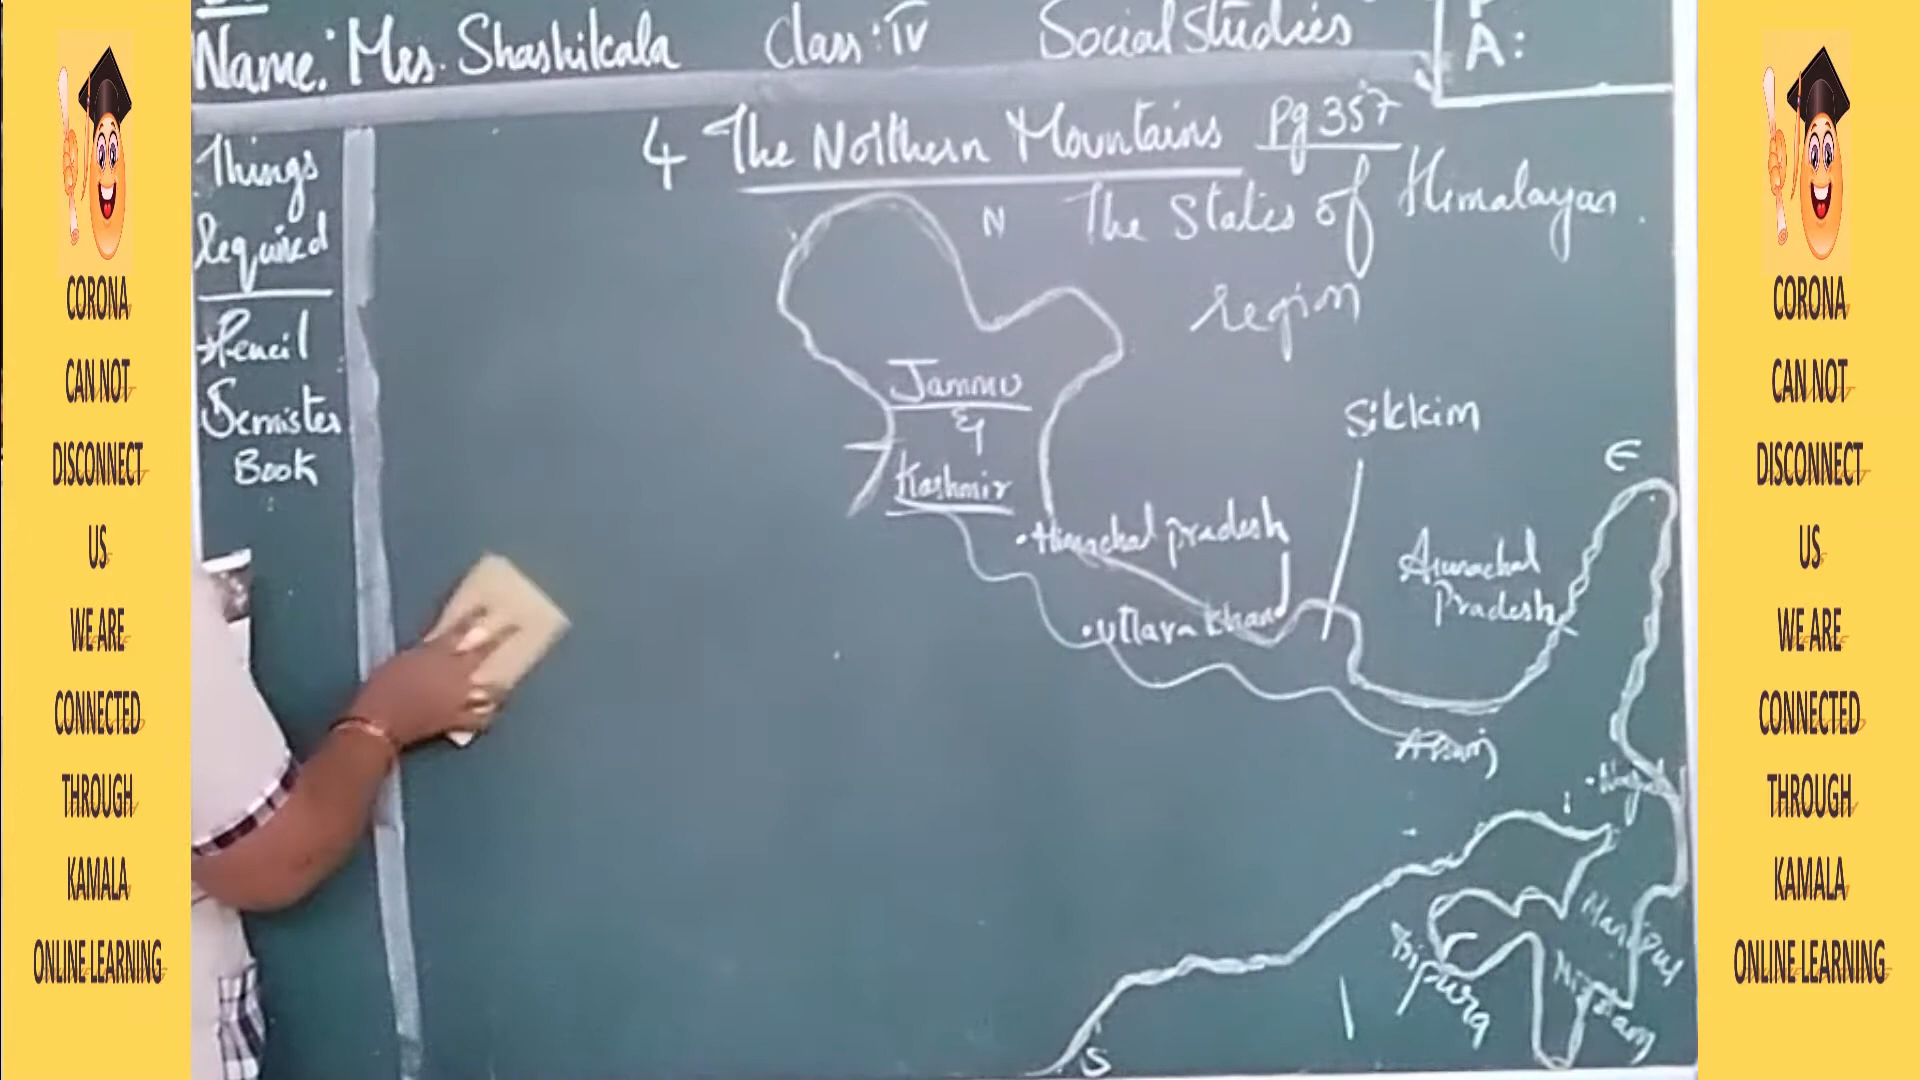 Name: Mrs. Shashikala Class: IV Social Studies
A:
4 The Northern Mountains Pg 357
Things
required
→ Pencil
Semister
Book
N The States of Himalayan
region
Jammu
&
Kashmir
Sikkim
E
• Himachal pradesh
• Uttara khand
Arunachal
Pradesh
Assam
Manipur
Tripura
Mizoram
S
CORONA
CAN NOT
DISCONNECT
US
WE ARE
CONNECTED
THROUGH
KAMALA
ONLINE LEARNING
CORONA
CAN NOT
DISCONNECT
US
WE ARE
CONNECTED
THROUGH
KAMALA
ONLINE LEARNING